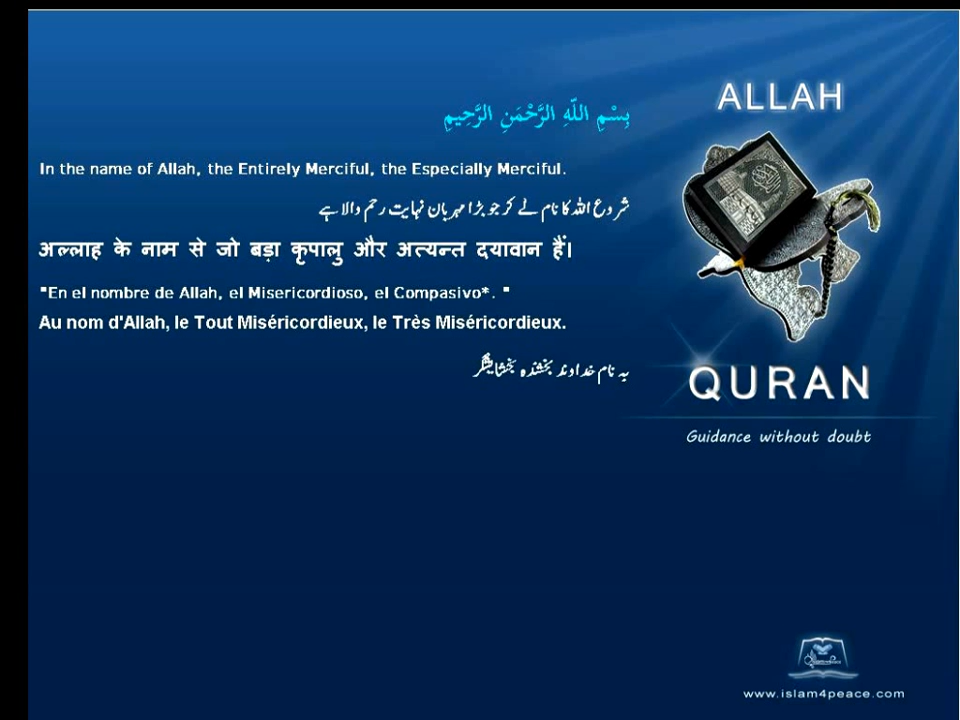 بِسْمِ اللّهِ الرَّحْمَنِ الرَّحِيمِ
In the name of Allah, the Entirely Merciful, the Especially Merciful.
شروع الله کا نام لے کر جو بڑا مہربان نہایت رحم والا ہے
अल्लाह के नाम से जो बड़ा कृपालु और अत्यन्त दयावान हैं।
"En el nombre de Allah, el Misericordioso, el Compasivo*. "
Au nom d'Allah, le Tout Miséricordieux, le Très Miséricordieux.
به نام خداوند بخشنده بخشایشگر
ALLAH
QURAN
Guidance without doubt
www.islam4peace.com